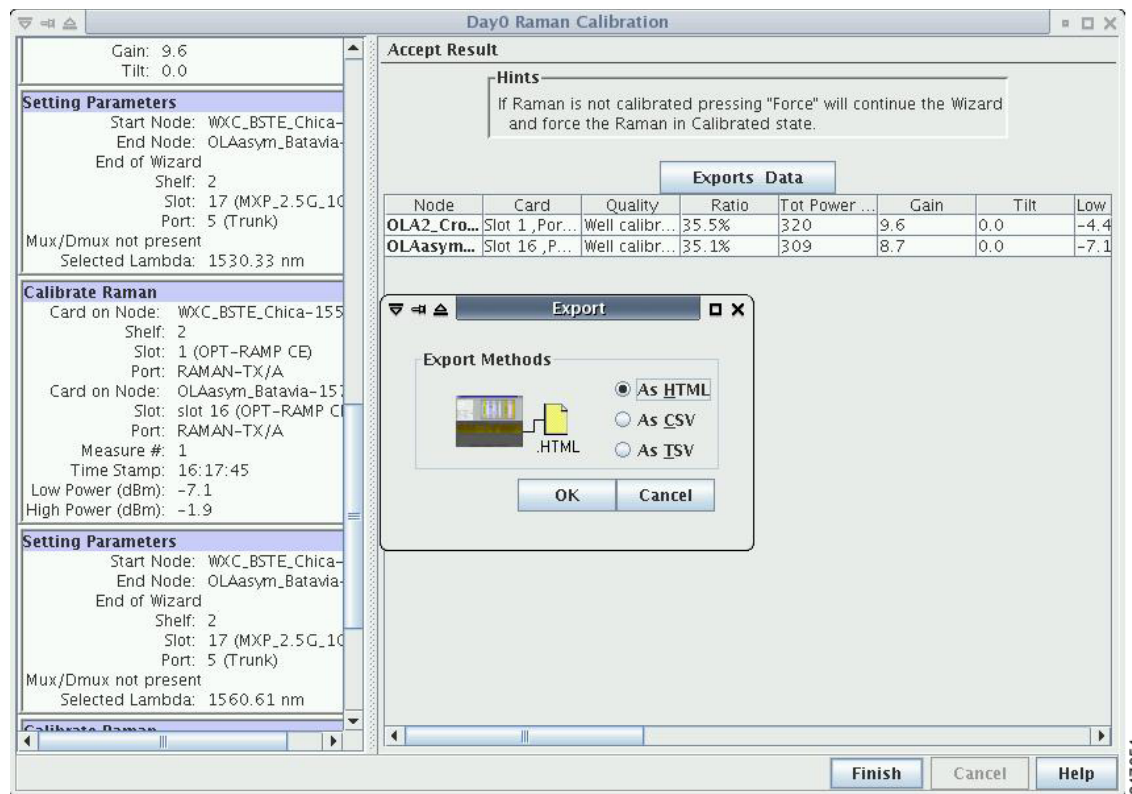 Day0 Raman Calibration
Gain: 9.6
Tilt: 0.0
Setting Parameters
Start Node: WXC_BSTE_Chica-
End Node: OLAasym_Batavia-
End of Wizard
Shelf: 2
Slot: 17 (MXP_2.5G_10
Port: 5 (Trunk)
Mux/Dmux not present
Selected Lambda: 1530.33 nm
Calibrate Raman
Card on Node: WXC_BSTE_Chica-155
Shelf: 2
Slot: 1 (OPT-RAMP CE)
Port: RAMAN-TX/A
Card on Node: OLAasym_Batavia-157
Slot: slot 16 (OPT-RAMP CE
Port: RAMAN-TX/A
Measure #: 1
Time Stamp: 16:17:45
Low Power (dBm): -7.1
High Power (dBm): -1.9
Setting Parameters
Start Node: WXC_BSTE_Chica-
End Node: OLAasym_Batavia-
End of Wizard
Shelf: 2
Slot: 17 (MXP_2.5G_10
Port: 5 (Trunk)
Mux/Dmux not present
Selected Lambda: 1560.61 nm
Calibrate Raman
Accept Result
Hints
If Raman is not calibrated pressing "Force" will continue the Wizard
and force the Raman in Calibrated state.
Exports Data
Node Card Quality Ratio Tot Power ... Gain Tilt Low
OLA2_Cro... Slot 1 ,Por... Well calibr... 35.5% 320 9.6 0.0 -4.4
OLAasym... Slot 16 ,P... Well calibr... 35.1% 309 8.7 0.0 -7.1
Export
Export Methods
.HTML
As HTML
As CSV
As TSV
OK Cancel
Finish Cancel Help